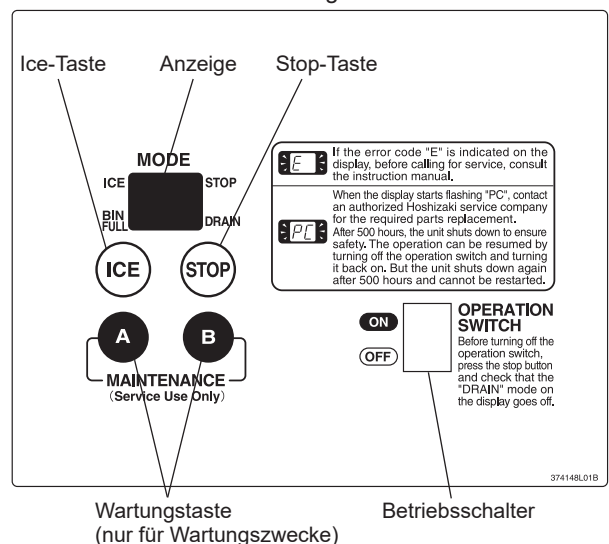 Ice-Taste
Anzeige
Stop-Taste
MODE
ICE
STOP
BIN
FULL
DRAIN
ICE
STOP
A
B
MAINTENANCE
(Service Use Only)
E
If the error code "E" is indicated on the
display, before calling for service, consult
the instruction manual.
PC
When the display starts flashing "PC", contact
an authorized Hoshizaki service company
for the required parts replacement.
After 500 hours, the unit shuts down to ensure
safety. The operation can be resumed by
turning off the operation switch and turning
it back on. But the unit shuts down again
after 500 hours and cannot be restarted.
ON
OFF
OPERATION
SWITCH
Before turning off the
operation switch,
press the stop button
and check that the
"DRAIN" mode on
the display goes off.
374148L01B
Wartungstaste
(nur für Wartungszwecke)
Betriebsschalter